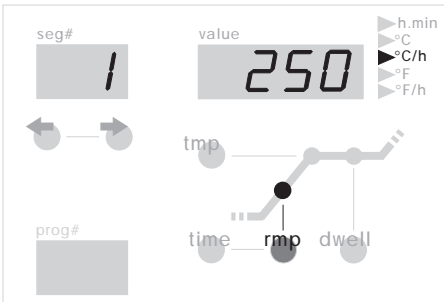 seg#
value
h.min
°C
°C/h
°F
°F/h
1
250
tmp
time
rmp
dwell
prog#